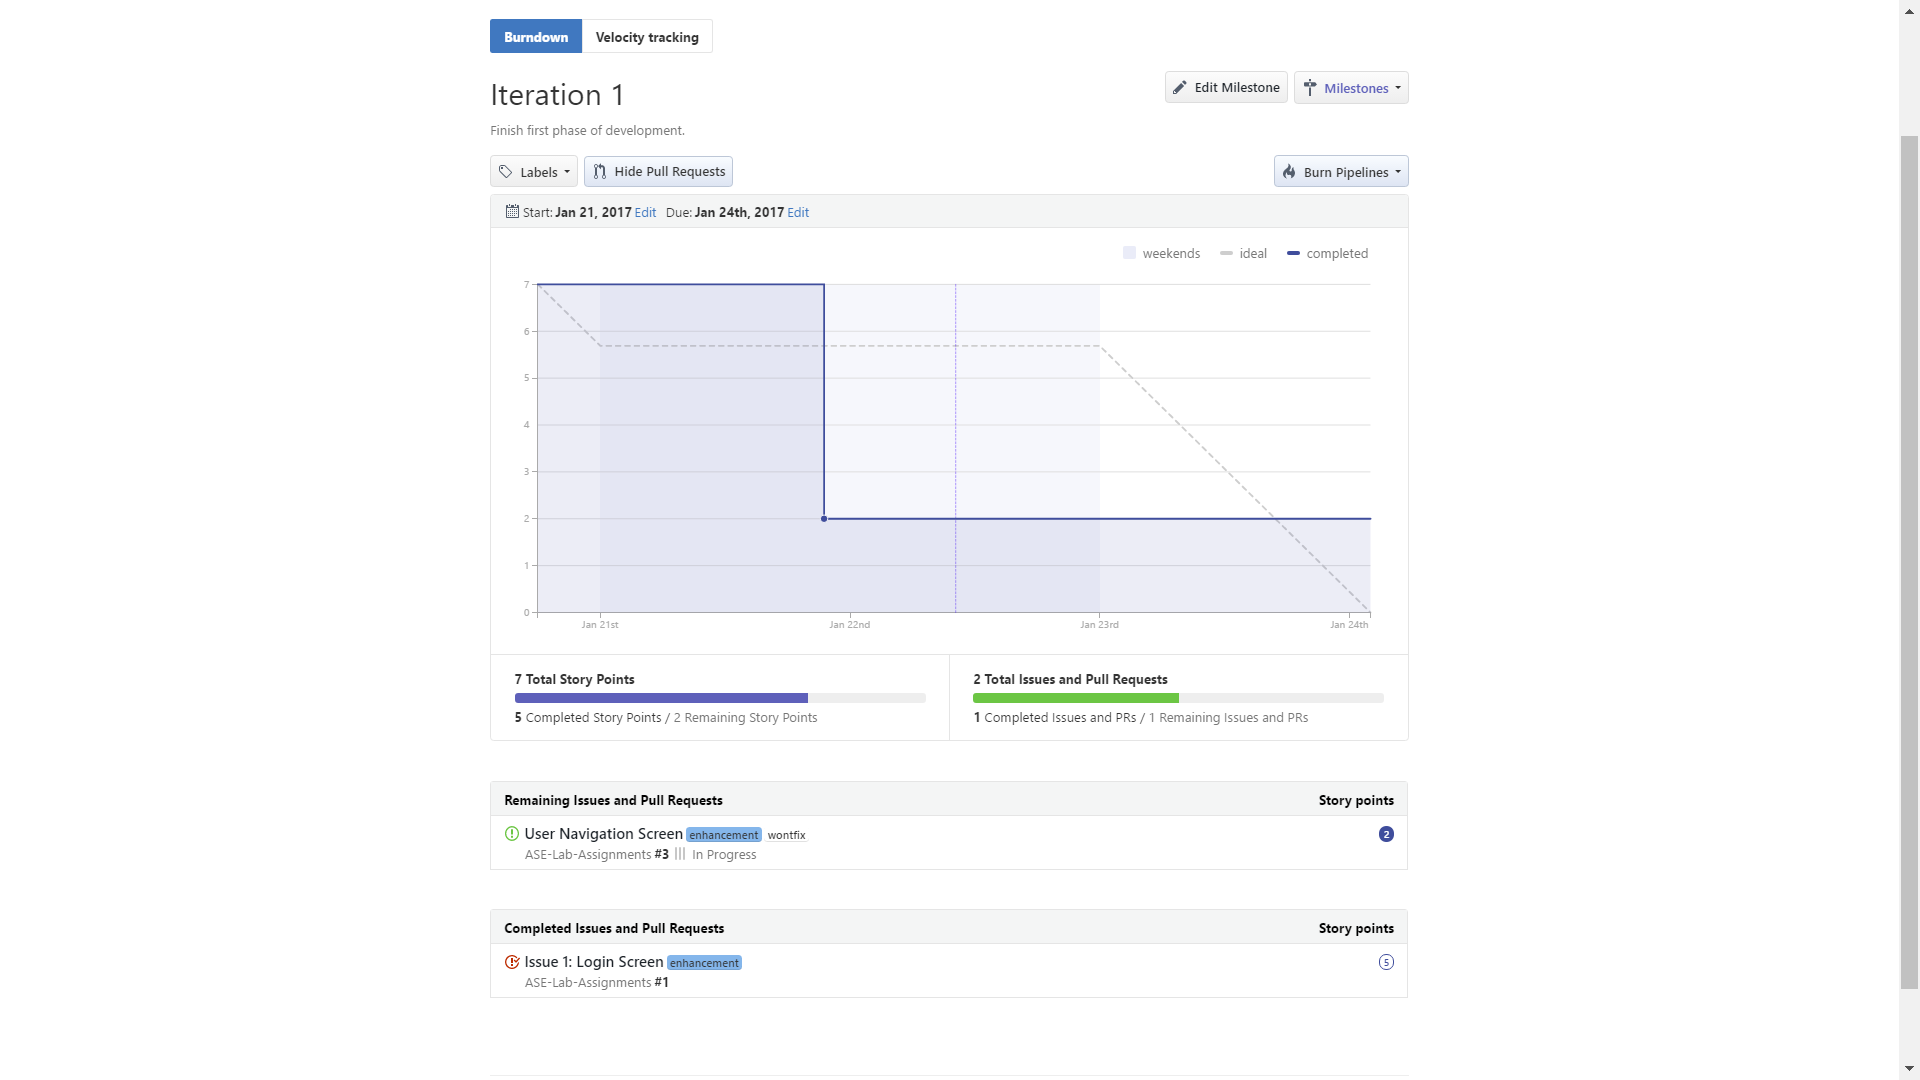 Burndown Velocity tracking
Iteration 1
Edit Milestone Milestones
Finish first phase of development.
Labels Hide Pull Requests Burn Pipelines
Start: Jan 21, 2017 Edit Due: Jan 24th, 2017 Edit
weekends ideal completed
7
6
5
4
3
2
1
0
Jan 21st Jan 22nd Jan 23rd Jan 24th
7 Total Story Points
5 Completed Story Points / 2 Remaining Story Points
2 Total Issues and Pull Requests
1 Completed Issues and PRs / 1 Remaining Issues and PRs
Remaining Issues and Pull Requests Story points
User Navigation Screen enhancement wontfix 2
ASE-Lab-Assignments #3 In Progress
Completed Issues and Pull Requests Story points
Issue 1: Login Screen enhancement 5
ASE-Lab-Assignments #1